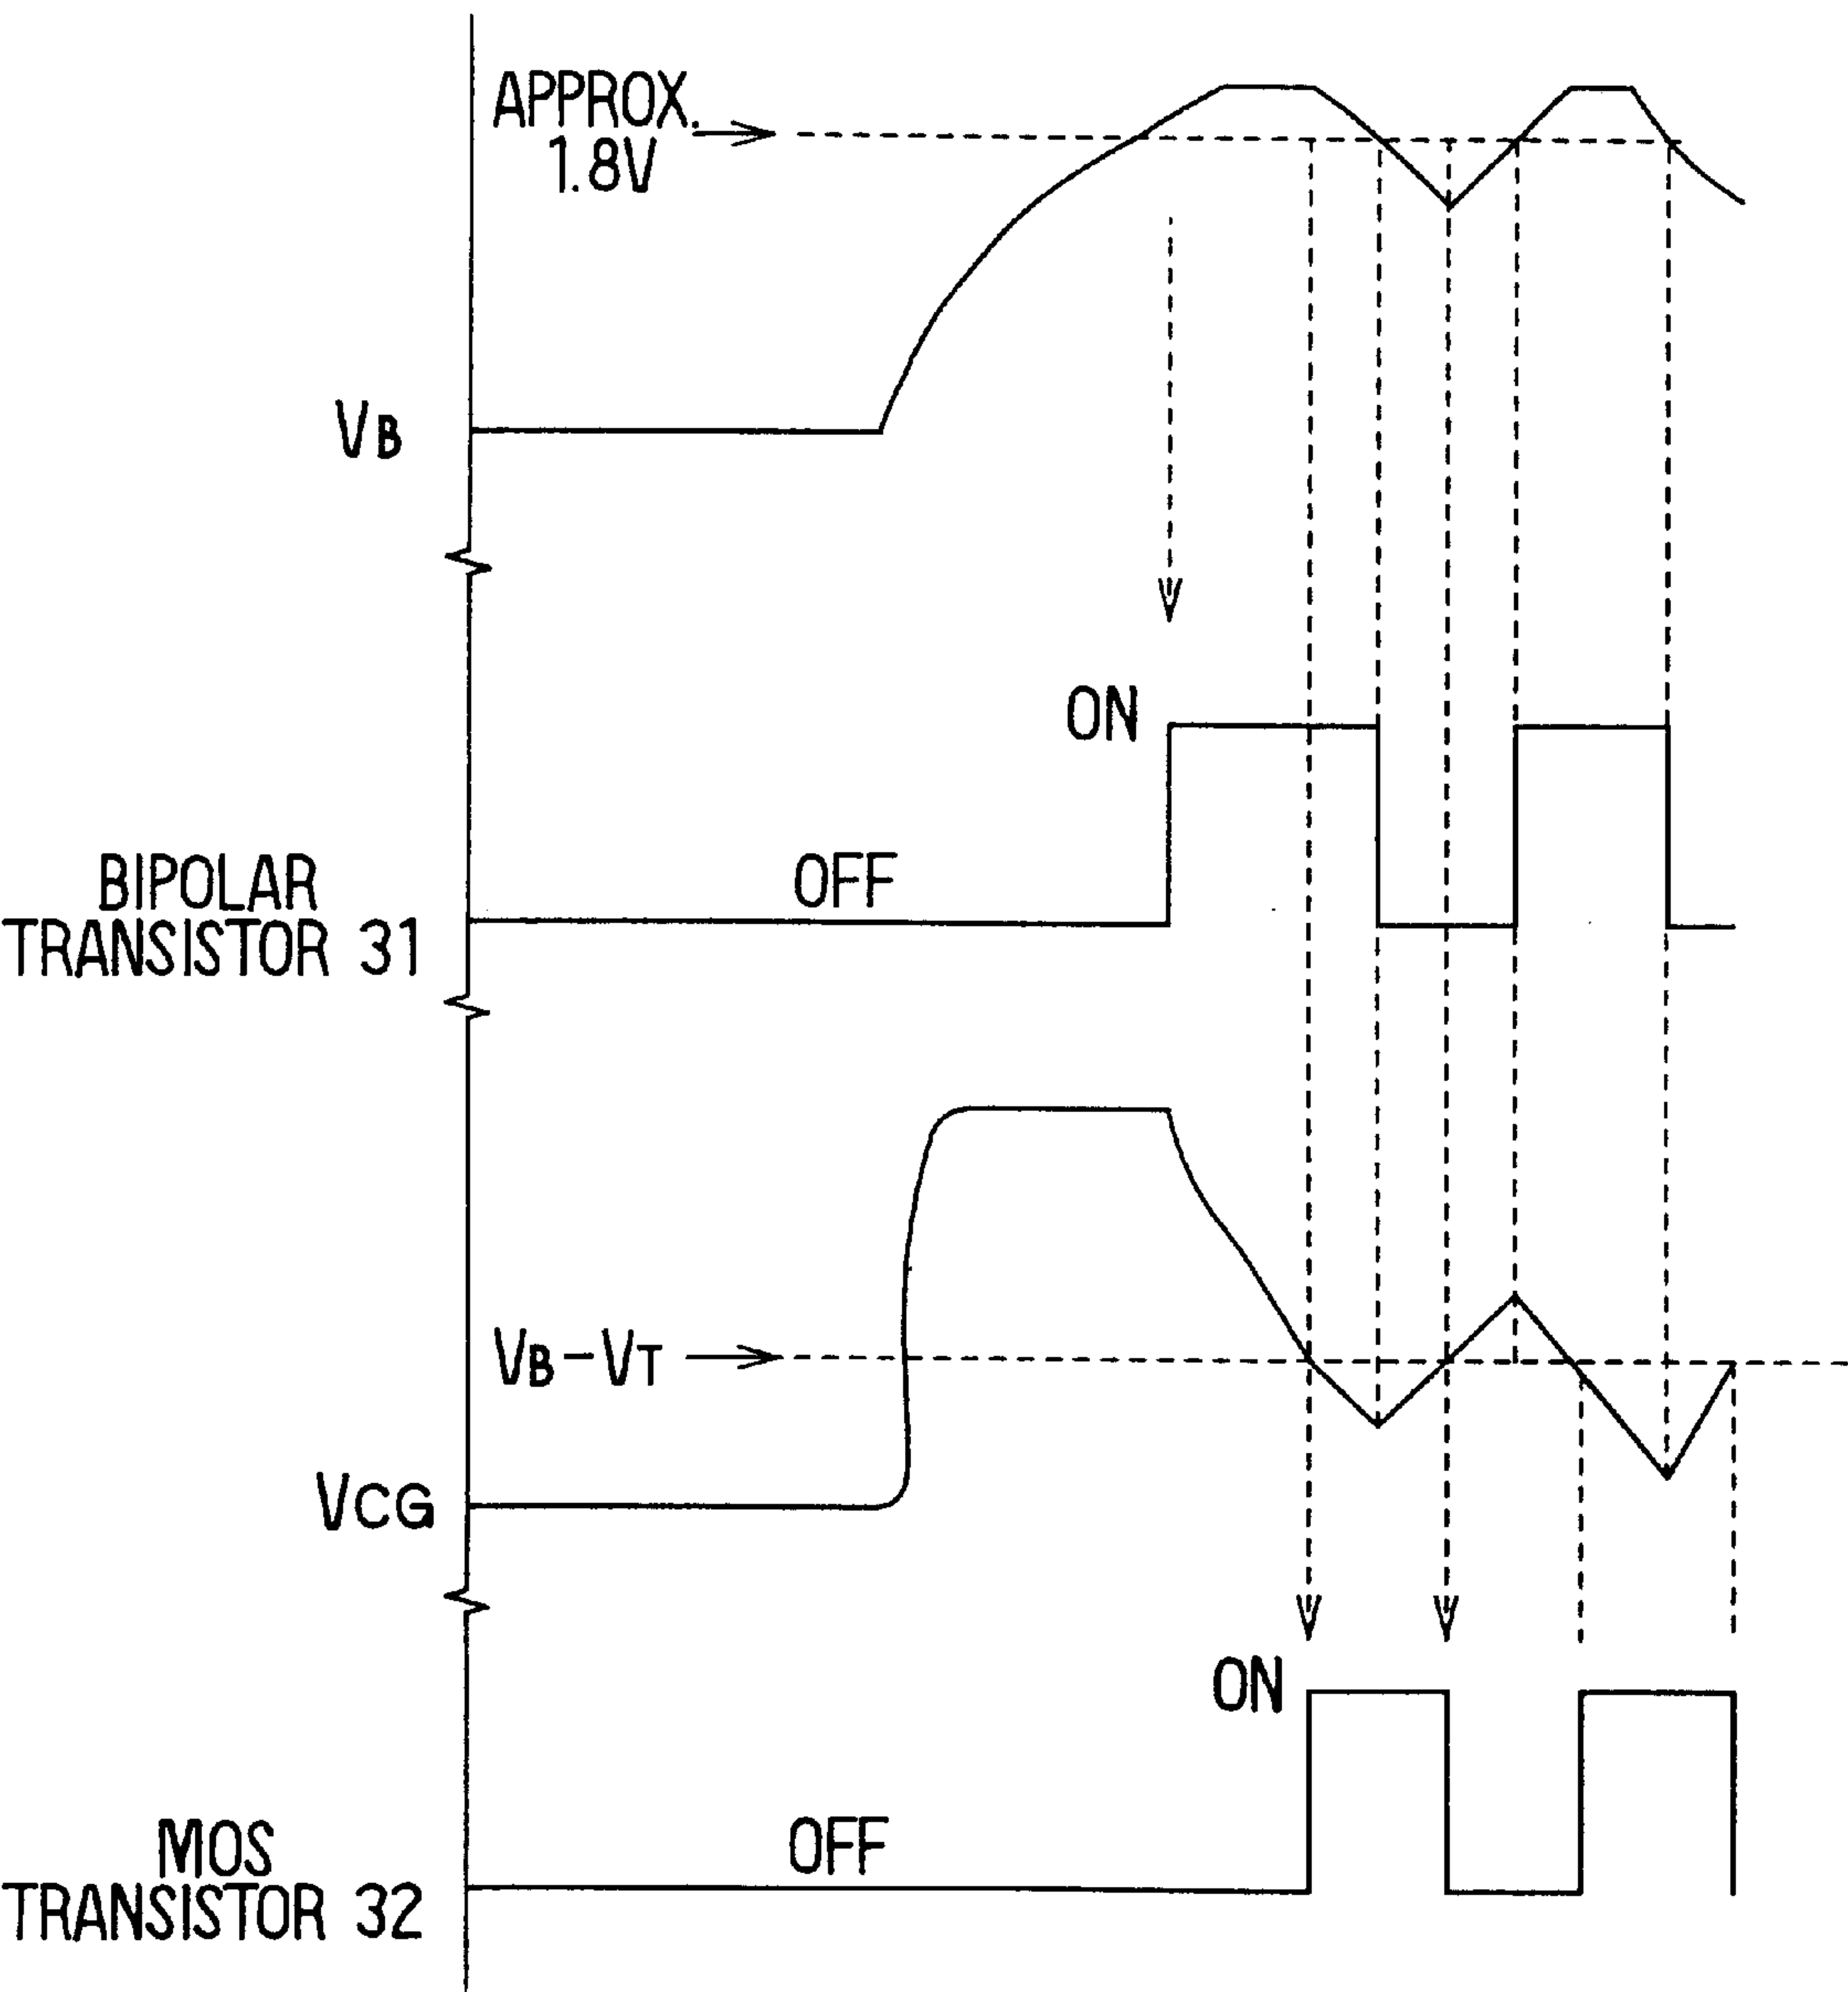 APPROX.
1.8V
VB
ON
OFF
BIPOLAR
TRANSISTOR 31
VB-VT
VCG
ON
OFF
MOS
TRANSISTOR 32